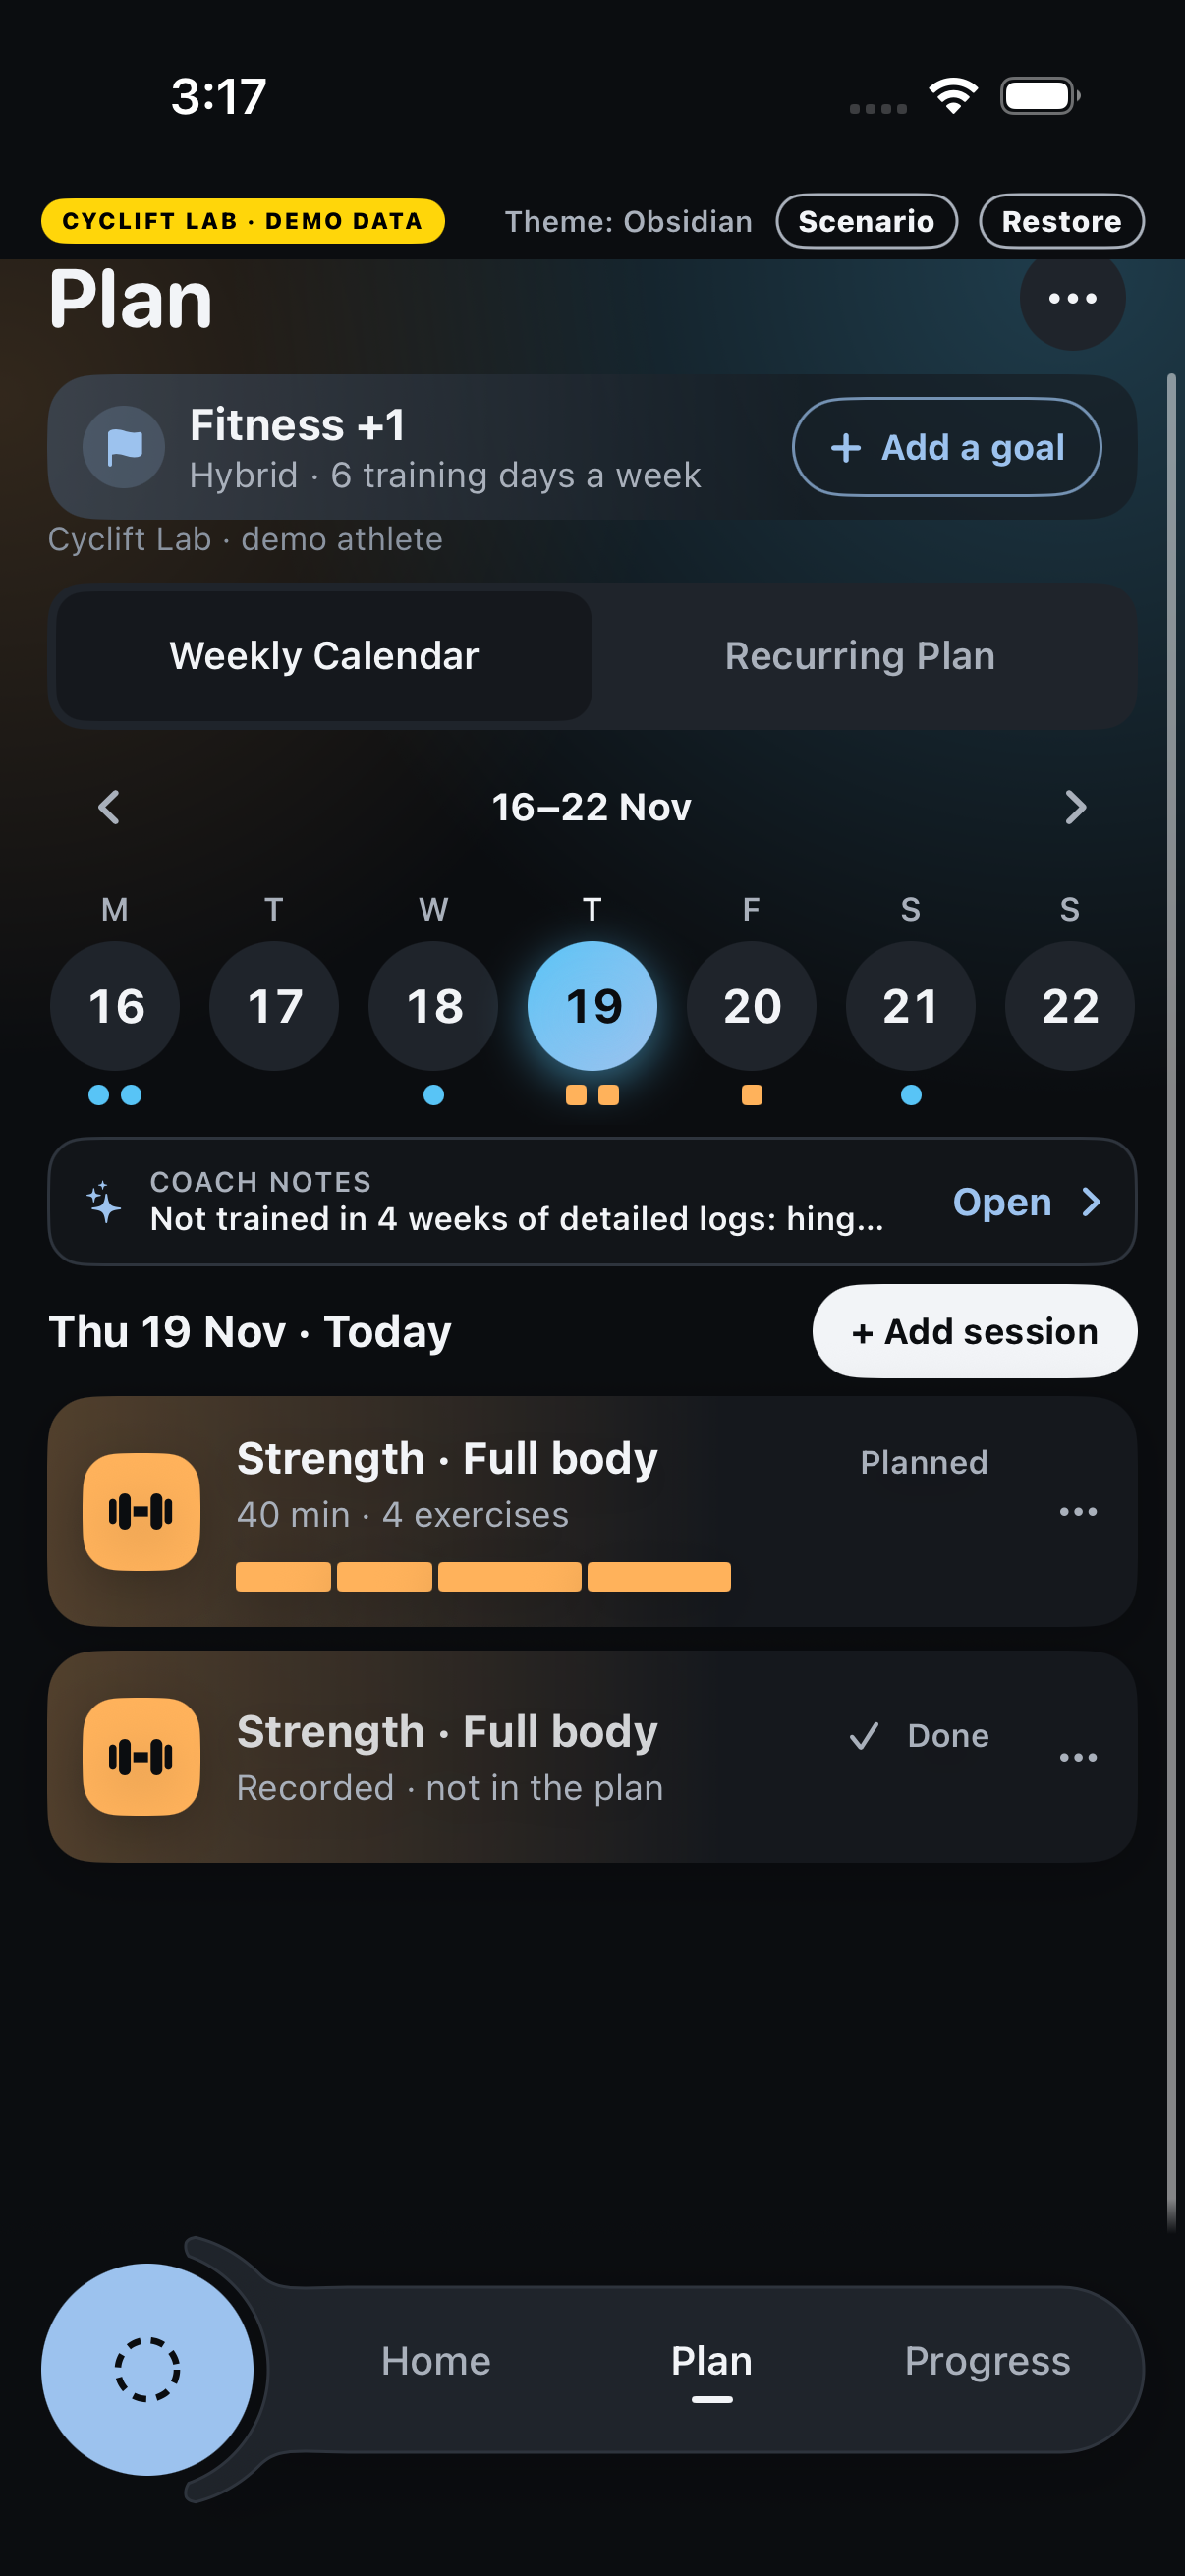 3:17
CYCLIFT LAB · DEMO DATA
Theme: Obsidian
Scenario
Restore
Plan
Fitness +1
Hybrid · 6 training days a week
+ Add a goal
Cyclift Lab · demo athlete
Weekly Calendar
Recurring Plan
16–22 Nov
M T W T F S S
16 17 18 19 20 21 22
COACH NOTES
Not trained in 4 weeks of detailed logs: hing...
Open
Thu 19 Nov · Today
+ Add session
Strength · Full body
Planned
40 min · 4 exercises
Strength · Full body
Done
Recorded · not in the plan
Home
Plan
Progress